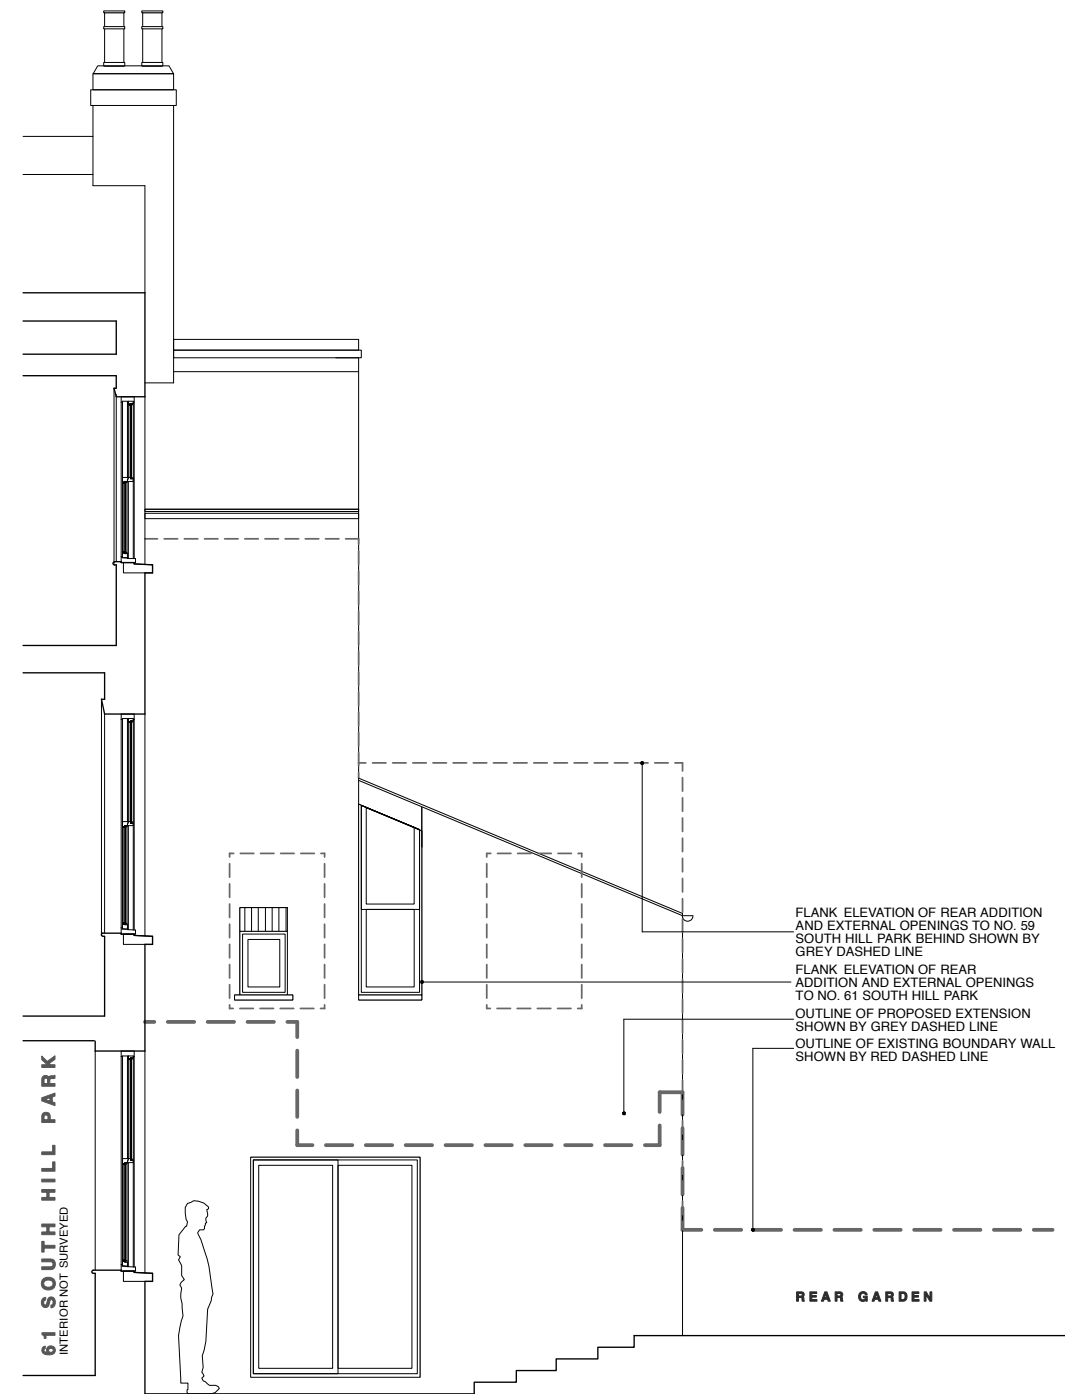 FLANK ELEVATION OF REAR ADDITION
AND EXTERNAL OPENINGS TO NO. 59
SOUTH HILL PARK BEHIND SHOWN BY
GREY DASHED LINE
FLANK ELEVATION OF REAR
ADDITION AND EXTERNAL OPENINGS
TO NO. 61 SOUTH HILL PARK
OUTLINE OF PROPOSED EXTENSION
SHOWN BY GREY DASHED LINE
OUTLINE OF EXISTING BOUNDARY WALL
SHOWN BY RED DASHED LINE
61 SOUTH HILL PARK
INTERIOR NOT SURVEYED
REAR GARDEN